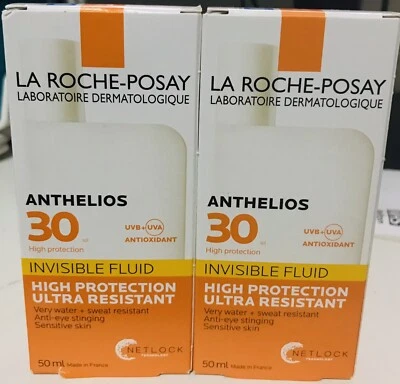 LA ROCHE-POSAY
LABORATOIRE DERMATOLOGIQUE
ANTHELIOS
30
High protection
UVB+UVA
ANTIOXIDANT
INVISIBLE FLUID
HIGH PROTECTION
ULTRA RESISTANT
Very water + sweat resistant
Anti-eye stinging
Sensitive skin
NETLOCK
TECHNOLOGY
50 ml Made in France
LA ROCHE-POSAY
LABORATOIRE DERMATOLOGIQUE
ANTHELIOS
30
High protection
UVB+UVA
ANTIOXIDANT
INVISIBLE FLUID
HIGH PROTECTION
ULTRA RESISTANT
Very water + sweat resistant
Anti-eye stinging
Sensitive skin
NETLOCK
TECHNOLOGY
50 ml Made in France